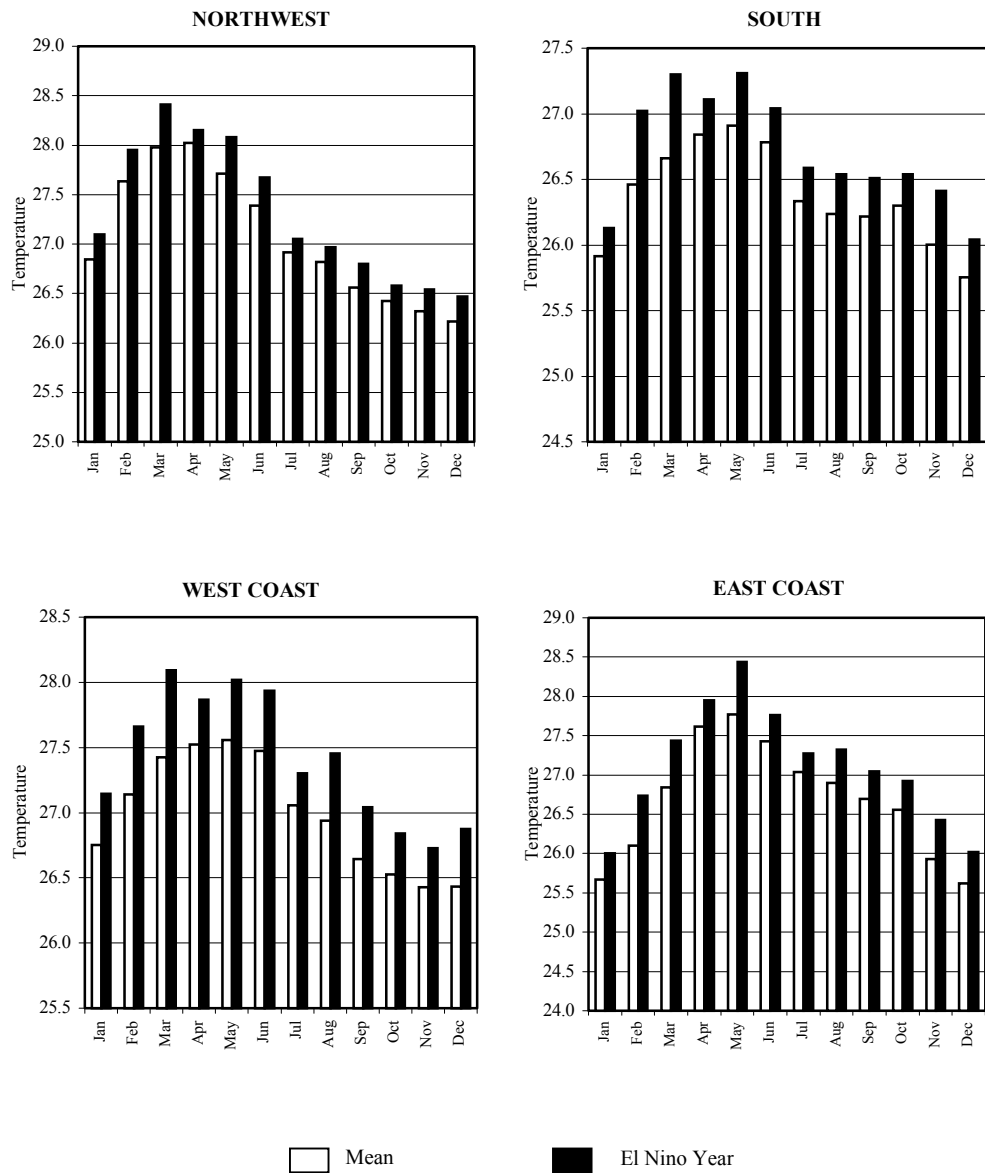 NORTHWEST
29.0
28.5
28.0
27.5
27.0
26.5
26.0
25.5
25.0
Temperature
Jan Feb Mar Apr May Jun Jul Aug Sep Oct Nov Dec
SOUTH
27.5
27.0
26.5
26.0
25.5
25.0
24.5
Temperature
Jan Feb Mar Apr May Jun Jul Aug Sep Oct Nov Dec
WEST COAST
28.5
28.0
27.5
27.0
26.5
26.0
25.5
Temperature
Jan Feb Mar Apr May Jun Jul Aug Sep Oct Nov Dec
EAST COAST
29.0
28.5
28.0
27.5
27.0
26.5
26.0
25.5
25.0
24.5
24.0
Temperature
Jan Feb Mar Apr May Jun Jul Aug Sep Oct Nov Dec
Mean El Nino Year